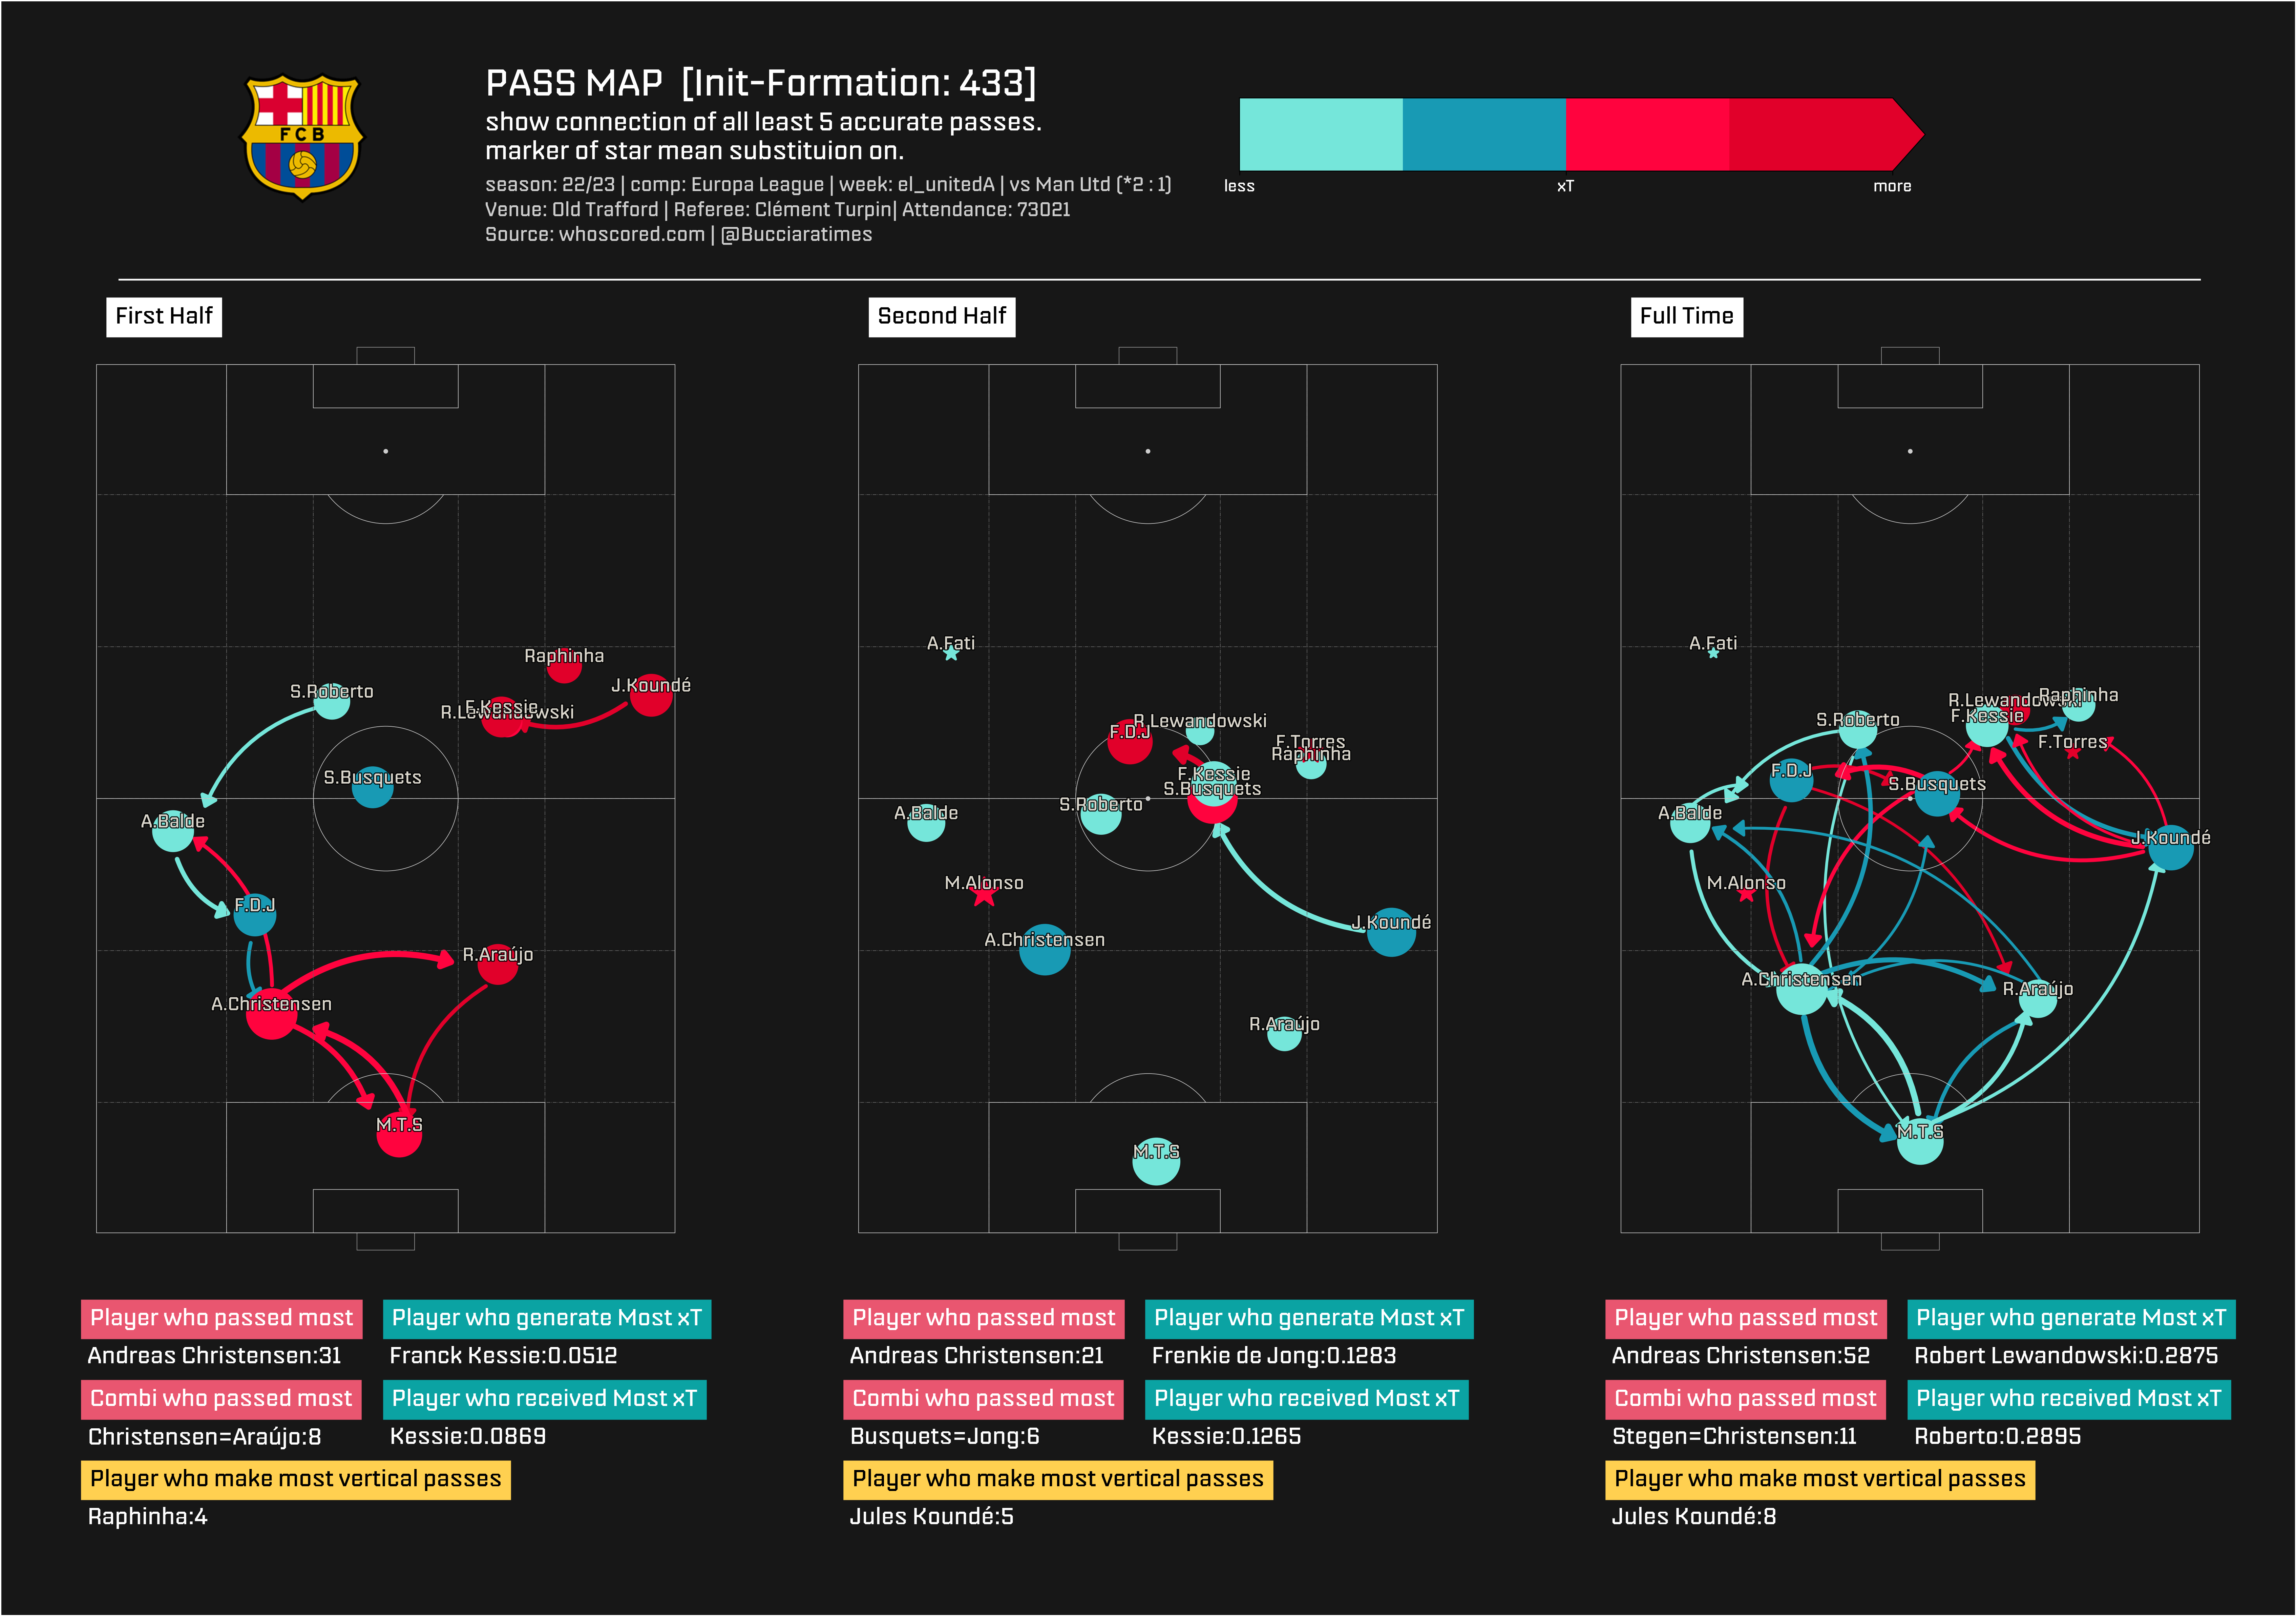 FCB
PASS MAP [Init-Formation: 433]
show connection of all least 5 accurate passes.
marker of star mean substituion on.
season: 22/23 | comp: Europa League | week: el_unitedA | vs Man Utd (*2 : 1)
Venue: Old Trafford | Referee: Clément Turpin| Attendance: 73021
Source: whoscored.com | @Bucciaratimes
less
xT
more
First Half
Raphinha
J.Koundé
S.Roberto
F.Kessie
R.Lewandowski
S.Busquets
A.Balde
F.D.J
R.Araújo
A.Christensen
M.T.S
Player who passed most
Andreas Christensen:31
Player who generate Most xT
Franck Kessie:0.0512
Combi who passed most
Christensen=Araújo:8
Player who received Most xT
Kessie:0.0869
Player who make most vertical passes
Raphinha:4
Second Half
A.Fati
R.Lewandowski
F.D.J
F.Torres
Raphinha
F.Kessie
S.Busquets
S.Roberto
A.Balde
M.Alonso
J.Koundé
A.Christensen
R.Araújo
M.T.S
Player who passed most
Andreas Christensen:21
Player who generate Most xT
Frenkie de Jong:0.1283
Combi who passed most
Busquets=Jong:6
Player who received Most xT
Kessie:0.1265
Player who make most vertical passes
Jules Koundé:5
Full Time
A.Fati
Raphinha
R.Lewandowski
F.Kessie
S.Roberto
F.Torres
F.D.J
S.Busquets
A.Balde
J.Koundé
M.Alonso
A.Christensen
R.Araújo
M.T.S
Player who passed most
Andreas Christensen:52
Player who generate Most xT
Robert Lewandowski:0.2875
Combi who passed most
Stegen=Christensen:11
Player who received Most xT
Roberto:0.2895
Player who make most vertical passes
Jules Koundé:8